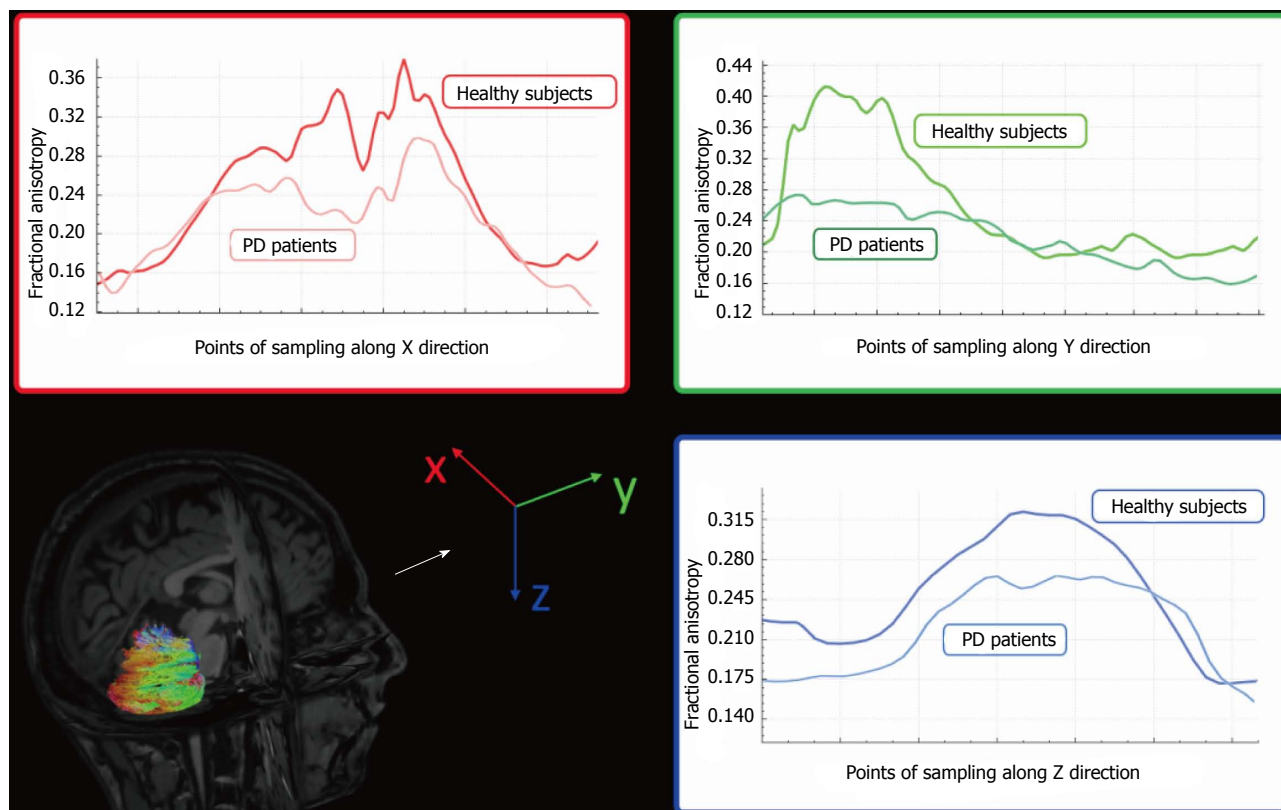 Fractional anisotropy
0.36
0.32
0.28
0.24
0.20
0.16
0.12
Healthy subjects
PD patients
Points of sampling along X direction
Fractional anisotropy
0.44
0.40
0.36
0.32
0.28
0.24
0.20
0.16
0.12
Healthy subjects
PD patients
Points of sampling along Y direction
x
y
z
Fractional anisotropy
0.315
0.280
0.245
0.210
0.175
0.140
Healthy subjects
PD patients
Points of sampling along Z direction